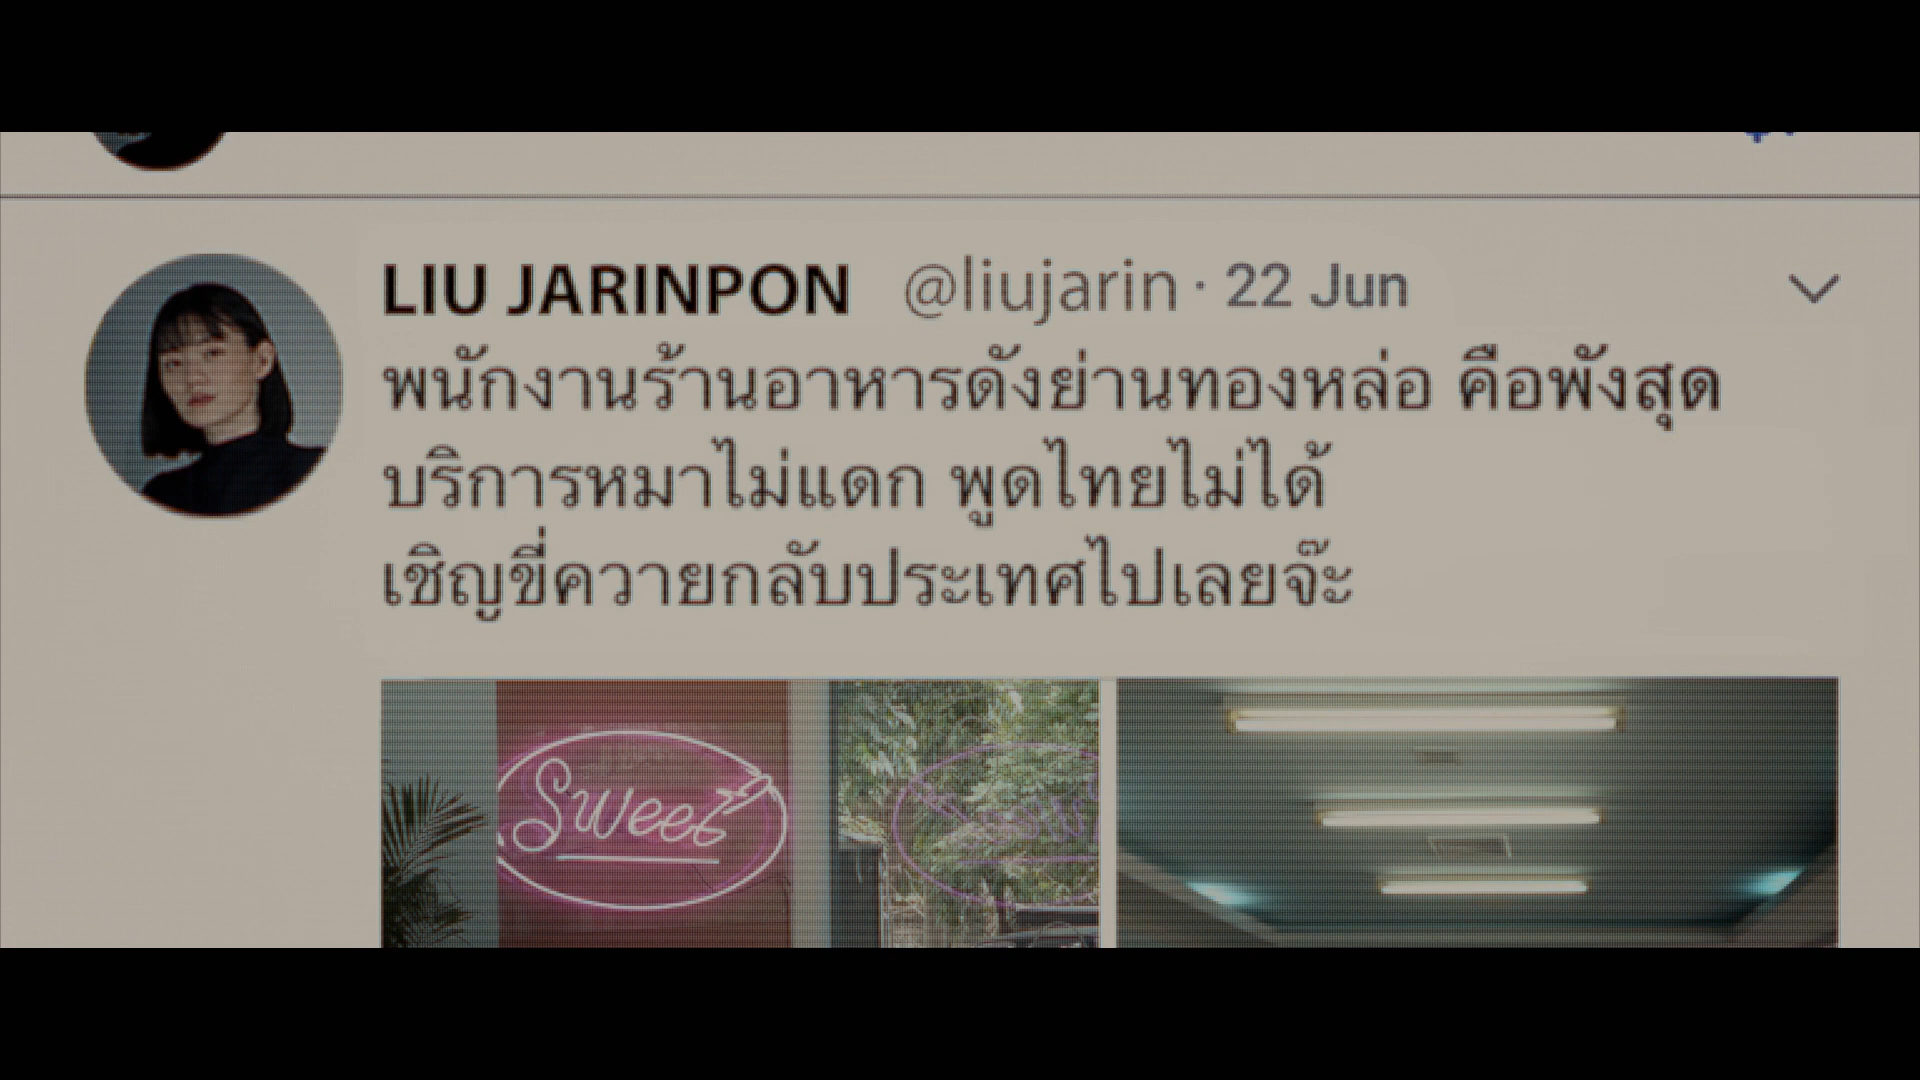 LIU JARINPON @liujarin · 22 Jun
พนักงานร้านอาหารดังย่านทองหล่อ คือพังสุด
บริการหมาไม่แดก พูดไทยไม่ได้
เชิญขี่ควายกลับประเทศไปเลยจ๊ะ
Sweet